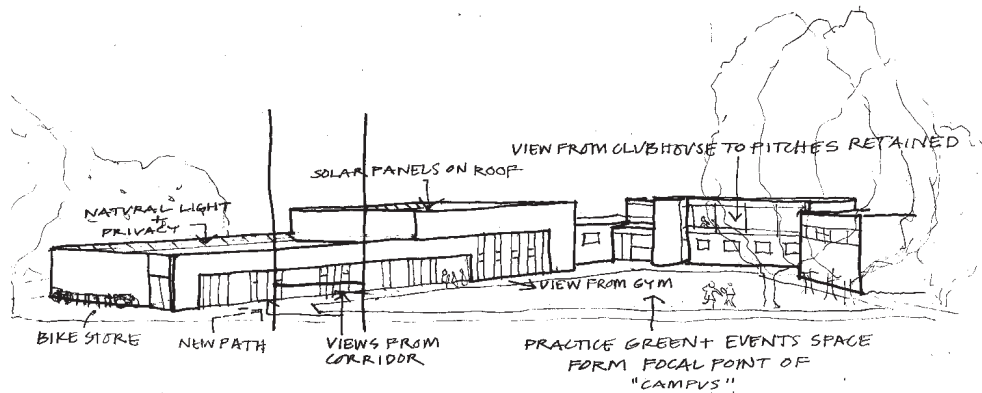 VIEW FROM CLUBHOUSE TO PITCHES RETAINED
SOLAR PANELS ON ROOF
NATURAL LIGHT
+
PRIVACY
VIEW FROM GYM
BIKE STORE
NEW PATH
VIEWS FROM
CORRIDOR
PRACTICE GREEN + EVENTS SPACE
FORM FOCAL POINT OF
"CAMPUS"